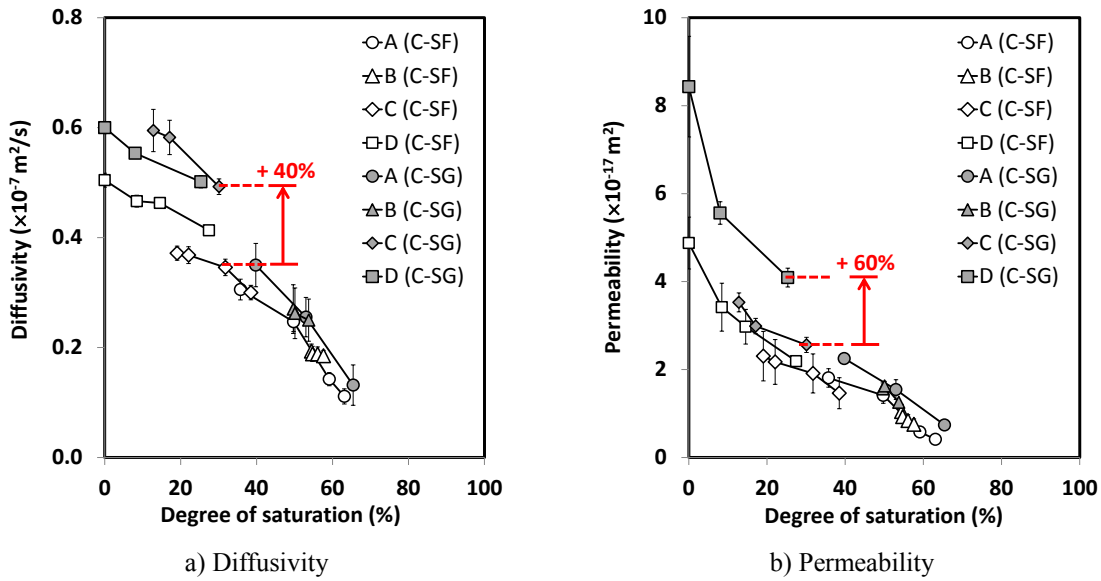 0.8
0.6
0.4
0.2
0.0
0 20 40 60 80 100
Diffusivity (×10⁻⁷ m²/s)
Degree of saturation (%)
A (C-SF)
B (C-SF)
C (C-SF)
D (C-SF)
A (C-SG)
B (C-SG)
C (C-SG)
D (C-SG)
+ 40%
a) Diffusivity
10
8
6
4
2
0
0 20 40 60 80 100
Permeability (×10⁻¹⁷ m²)
Degree of saturation (%)
A (C-SF)
B (C-SF)
C (C-SF)
D (C-SF)
A (C-SG)
B (C-SG)
C (C-SG)
D (C-SG)
+ 60%
b) Permeability